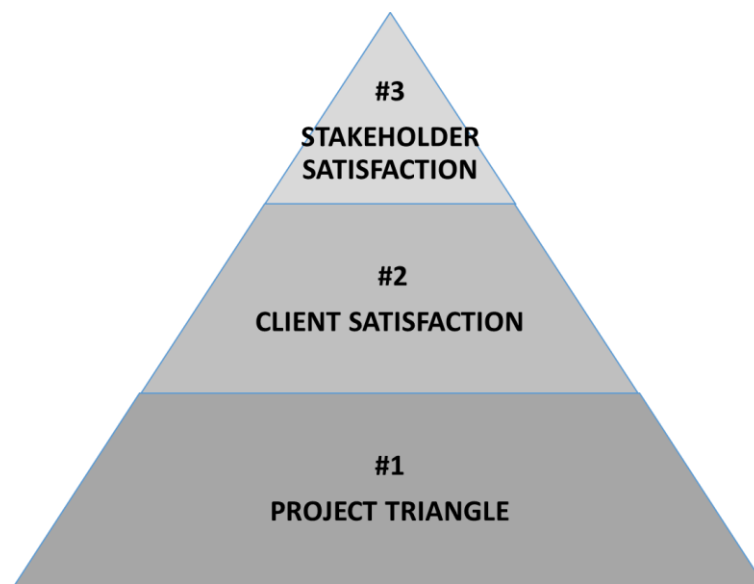 #3
STAKEHOLDER
SATISFACTION
#2
CLIENT SATISFACTION
#1
PROJECT TRIANGLE